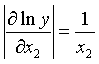 |∂ ln y / ∂x₂| = 1 / x₂